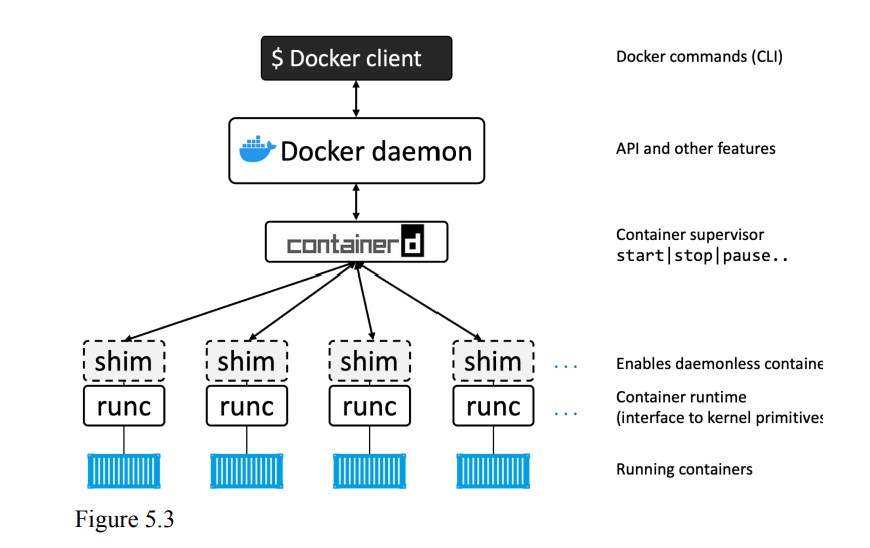 $ Docker client
Docker commands (CLI)
Docker daemon
API and other features
containerd
Container supervisor
start|stop|pause..
shim shim shim shim ...
Enables daemonless containe
runc runc runc runc ...
Container runtime
(interface to kernel primitives
Running containers
Figure 5.3